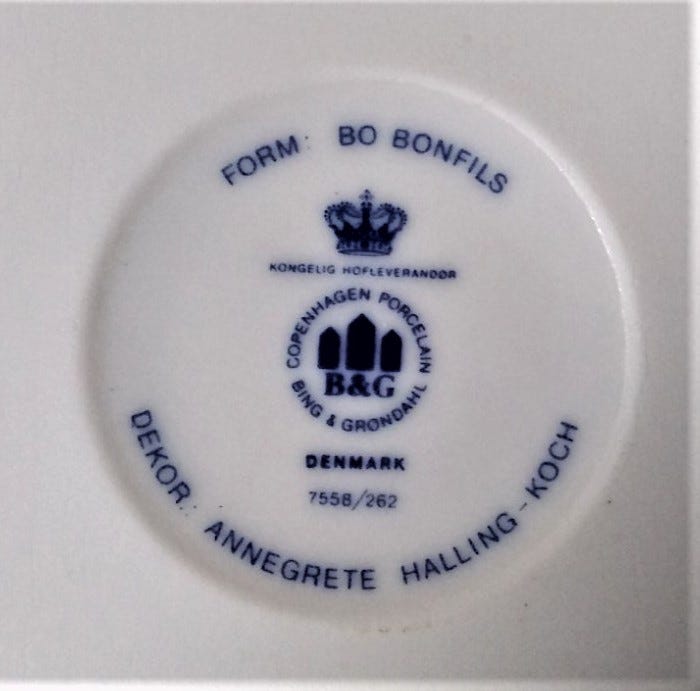 FORM: BO BONFILS
KONGELIG HOFLEVERANDØR
COPENHAGEN PORCELAIN
B&G
BING & GRØNDAHL
DENMARK
7558/262
DEKOR: ANNEGRETE HALLING-KOCH